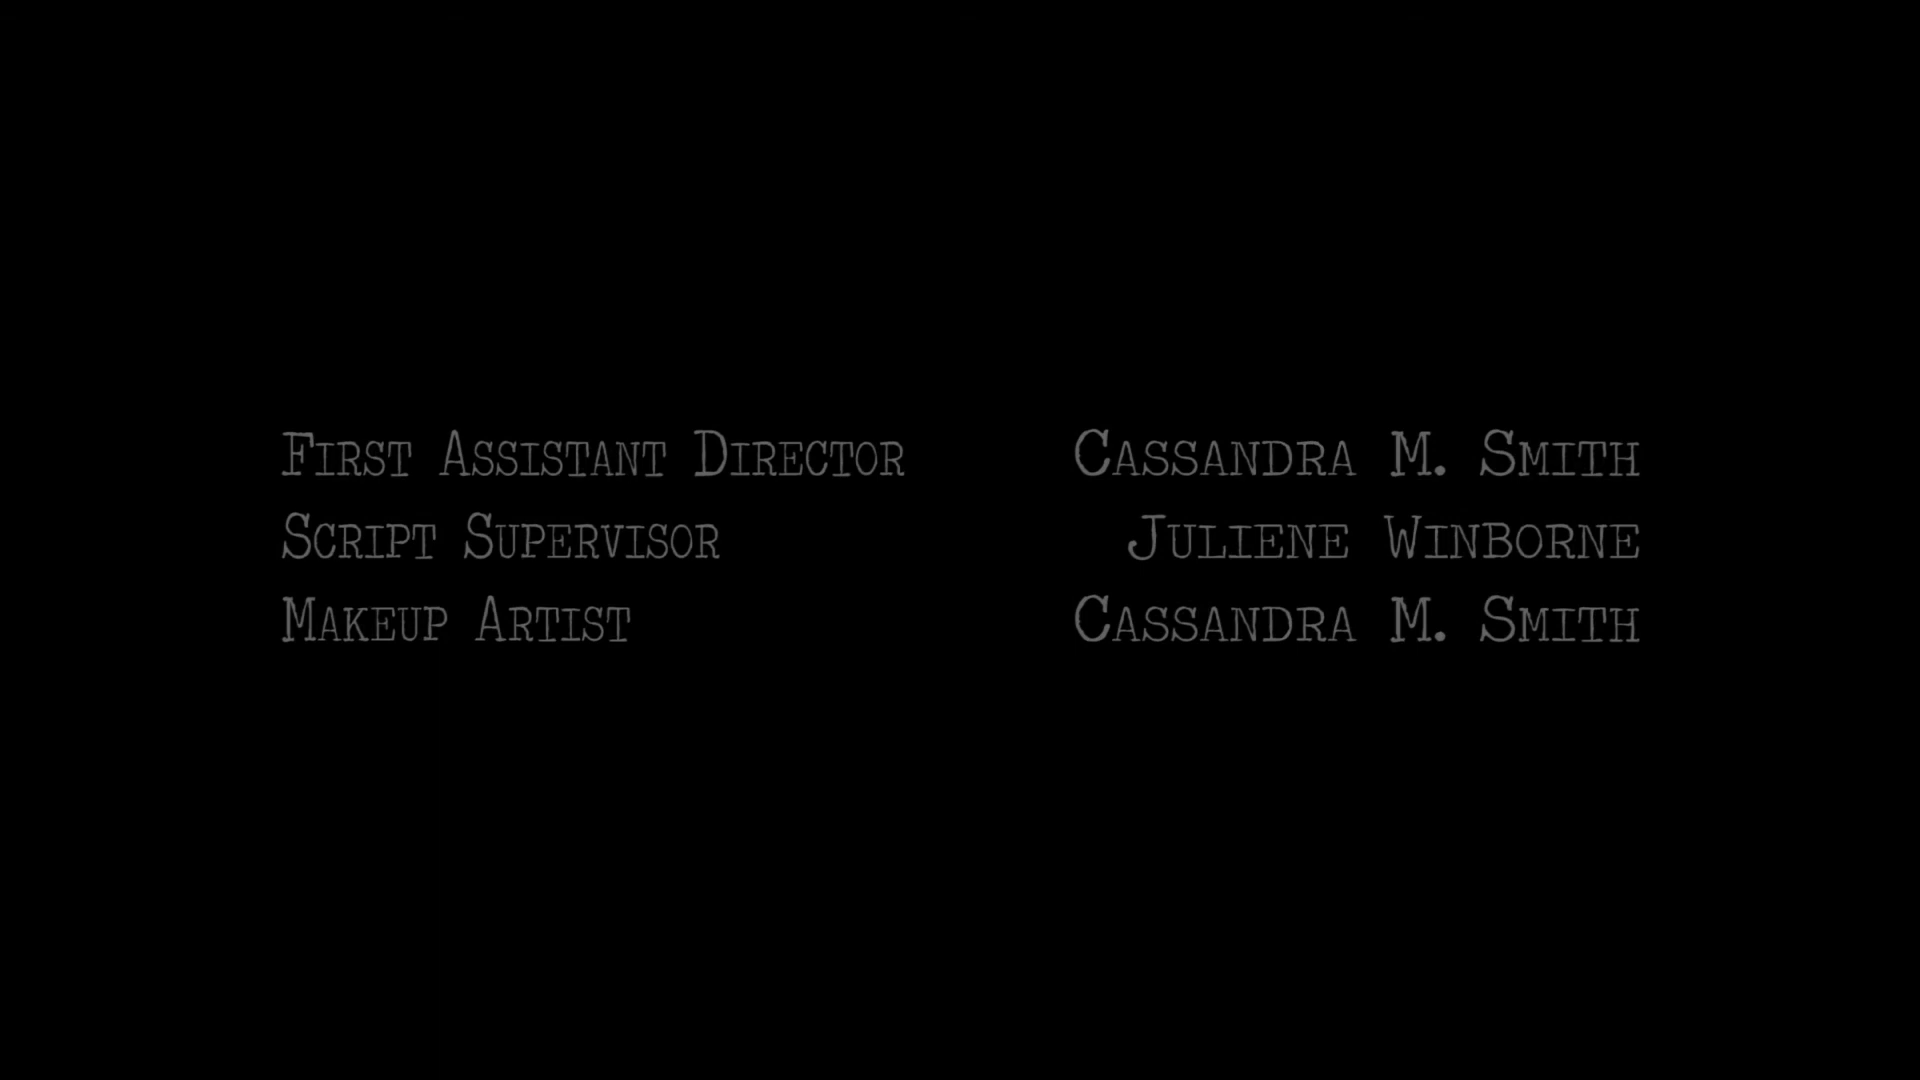 First Assistant Director Cassandra M. Smith
Script Supervisor Juliene Winborne
Makeup Artist Cassandra M. Smith